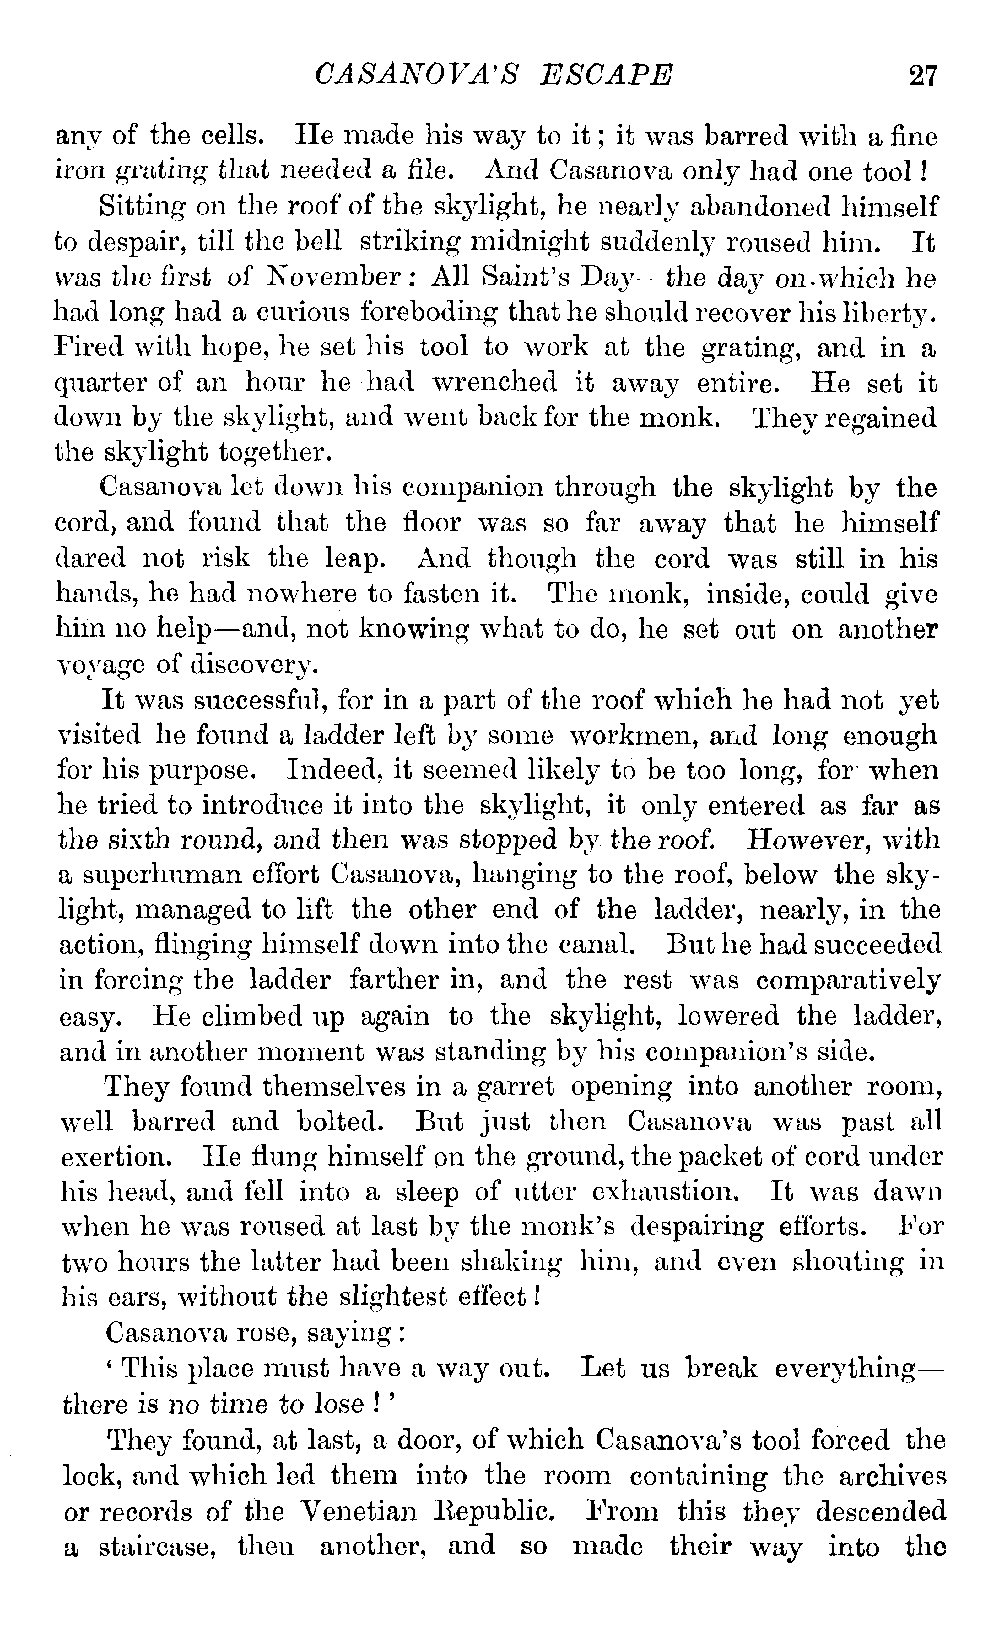 CASANOVA'S ESCAPE 27
any of the cells. He made his way to it; it was barred with a fine
iron grating that needed a file. And Casanova only had one tool!
Sitting on the roof of the skylight, he nearly abandoned himself
to despair, till the bell striking midnight suddenly roused him. It
was the first of November: All Saint's Day—the day on which he
had long had a curious foreboding that he should recover his liberty.
Fired with hope, he set his tool to work at the grating, and in a
quarter of an hour he had wrenched it away entire. He set it
down by the skylight, and went back for the monk. They regained
the skylight together.
Casanova let down his companion through the skylight by the
cord, and found that the floor was so far away that he himself
dared not risk the leap. And though the cord was still in his
hands, he had nowhere to fasten it. The monk, inside, could give
him no help—and, not knowing what to do, he set out on another
voyage of discovery.
It was successful, for in a part of the roof which he had not yet
visited he found a ladder left by some workmen, and long enough
for his purpose. Indeed, it seemed likely to be too long, for when
he tried to introduce it into the skylight, it only entered as far as
the sixth round, and then was stopped by the roof. However, with
a superhuman effort Casanova, hanging to the roof, below the sky-
light, managed to lift the other end of the ladder, nearly, in the
action, flinging himself down into the canal. But he had succeeded
in forcing the ladder farther in, and the rest was comparatively
easy. He climbed up again to the skylight, lowered the ladder,
and in another moment was standing by his companion's side.
They found themselves in a garret opening into another room,
well barred and bolted. But just then Casanova was past all
exertion. He flung himself on the ground, the packet of cord under
his head, and fell into a sleep of utter exhaustion. It was dawn
when he was roused at last by the monk's despairing efforts. For
two hours the latter had been shaking him, and even shouting in
his ears, without the slightest effect!
Casanova rose, saying:
'This place must have a way out. Let us break everything—
there is no time to lose!'
They found, at last, a door, of which Casanova's tool forced the
lock, and which led them into the room containing the archives
or records of the Venetian Republic. From this they descended
a staircase, then another, and so made their way into the